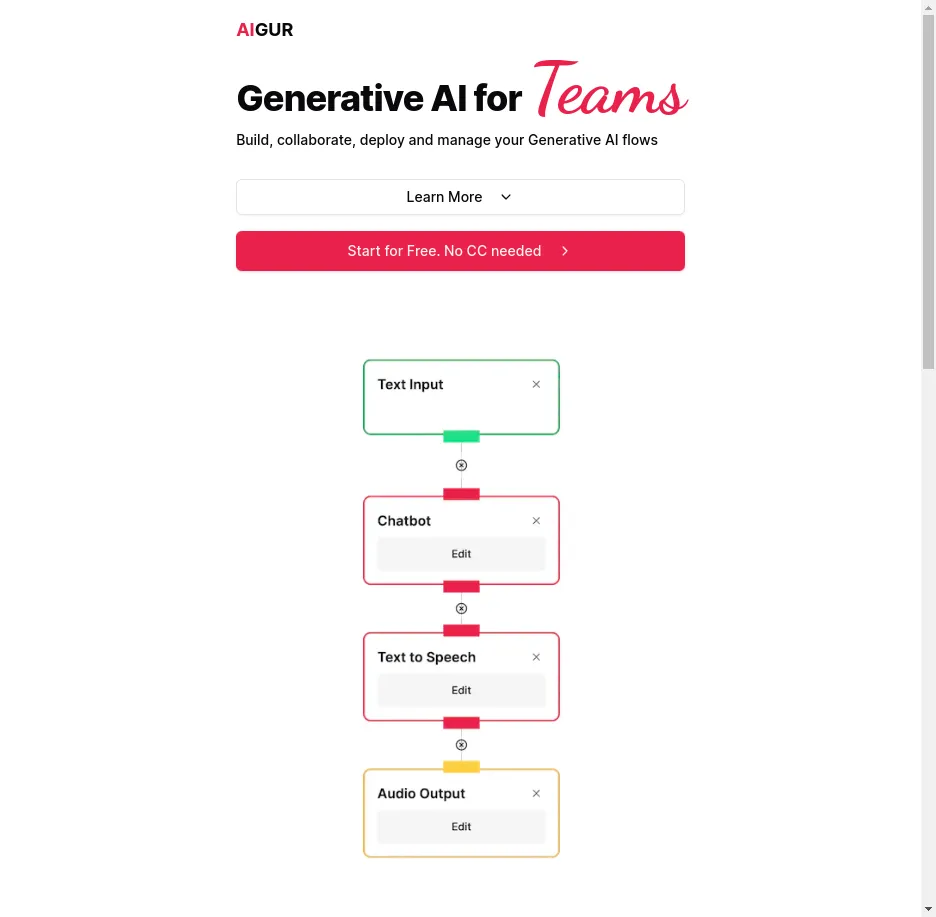 AIGUR
Generative AI for Teams
Build, collaborate, deploy and manage your Generative AI flows
Learn More
Start for Free. No CC needed
Text Input
Chatbot
Edit
Text to Speech
Edit
Audio Output
Edit